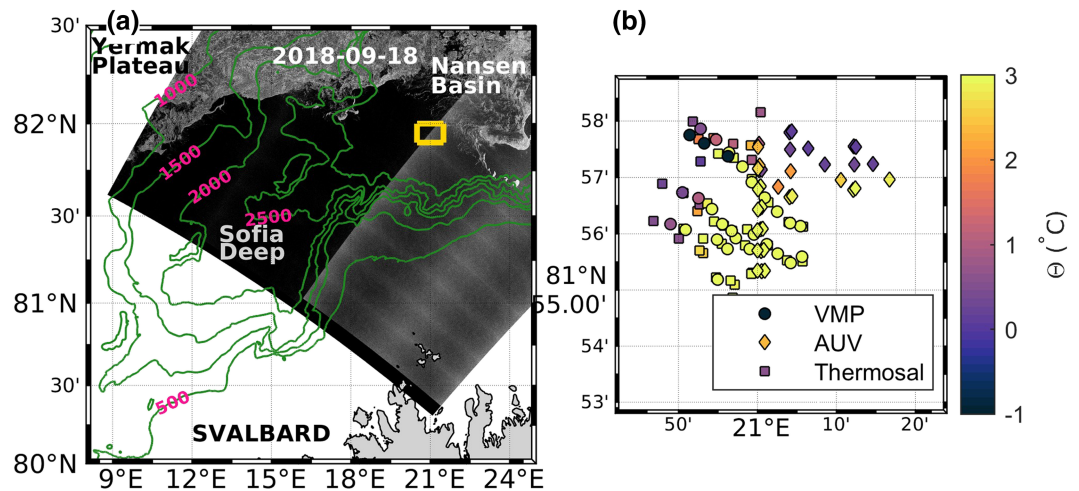 (a)
30'
Yermak
Plateau
2018-09-18
Nansen
Basin
1000
82°N
1500
2000
30'
2500
Sofia
Deep
81°N
30'
500
SVALBARD
80°N
9°E 12°E 15°E 18°E 21°E 24°E
(b)
58'
57'
56'
81°N
55.00'
54'
53'
50' 21°E 10' 20'
VMP
AUV
Thermosal
3
2
1
0
-1
Θ (°C)